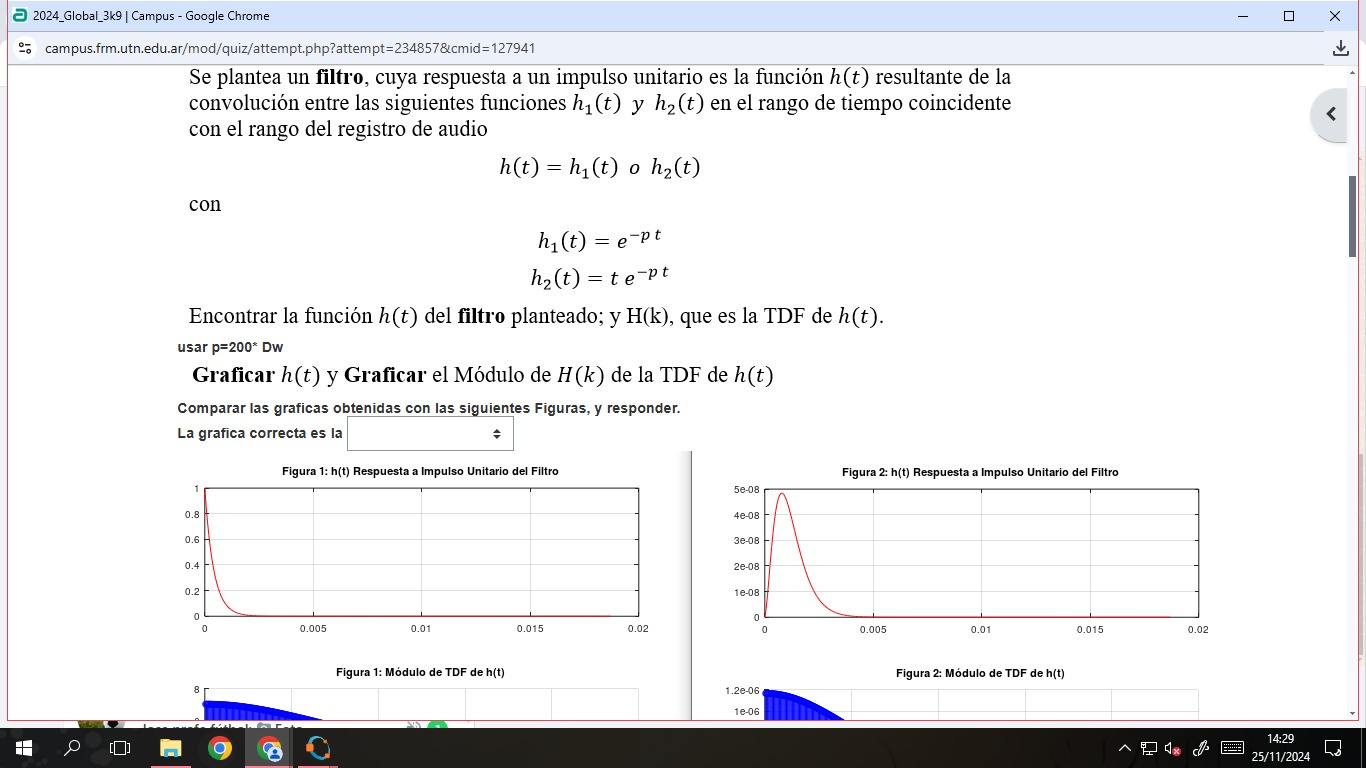 2024_Global_3k9 | Campus - Google Chrome
campus.frm.utn.edu.ar/mod/quiz/attempt.php?attempt=234857&cmid=127941
Se plantea un filtro, cuya respuesta a un impulso unitario es la función h(t) resultante de la
convolución entre las siguientes funciones h₁(t) y h₂(t) en el rango de tiempo coincidente
con el rango del registro de audio
h(t) = h₁(t) o h₂(t)
con
h₁(t) = e^{-p t}
h₂(t) = t e^{-p t}
Encontrar la función h(t) del filtro planteado; y H(k), que es la TDF de h(t).
usar p=200* Dw
Graficar h(t) y Graficar el Módulo de H(k) de la TDF de h(t)
Comparar las graficas obtenidas con las siguientes Figuras, y responder.
La grafica correcta es la
Figura 1: h(t) Respuesta a Impulso Unitario del Filtro
1
0.8
0.6
0.4
0.2
0
0 0.005 0.01 0.015 0.02
Figura 1: Módulo de TDF de h(t)
8
Figura 2: h(t) Respuesta a Impulso Unitario del Filtro
5e-08
4e-08
3e-08
2e-08
1e-08
0
0 0.005 0.01 0.015 0.02
Figura 2: Módulo de TDF de h(t)
1.2e-06
1e-06
14:29
25/11/2024